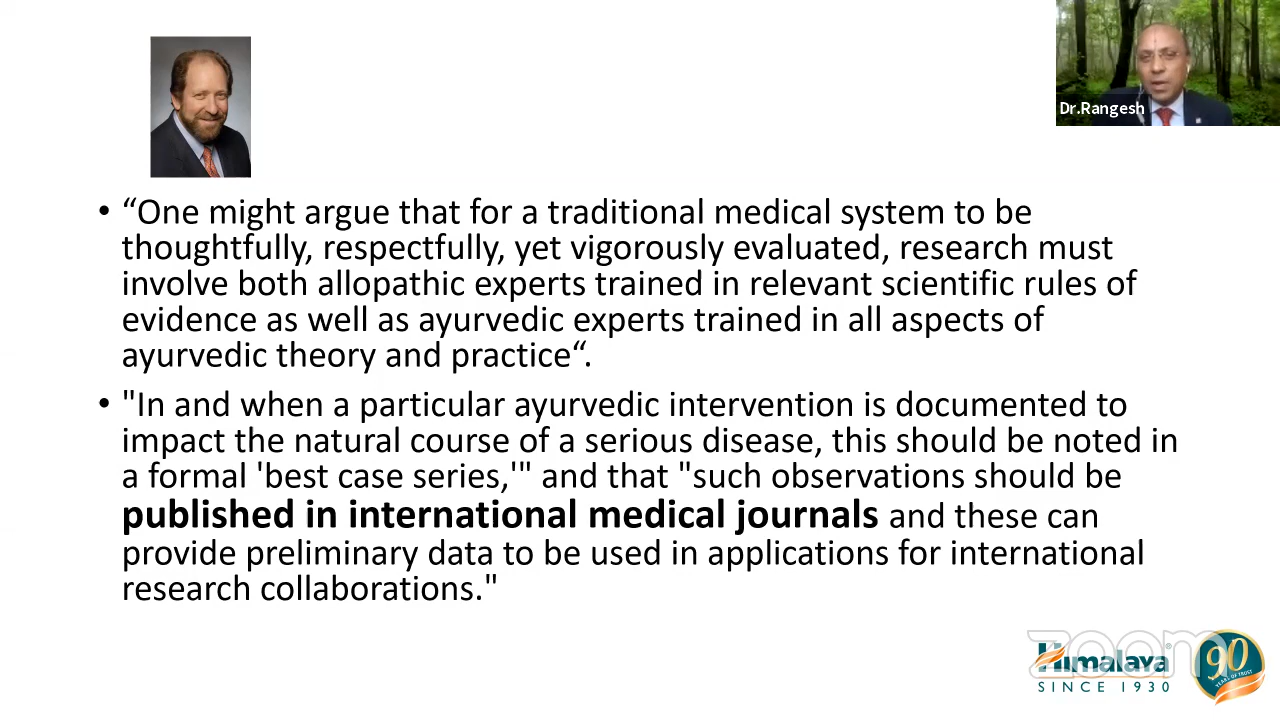 Dr.Rangesh
• “One might argue that for a traditional medical system to be
thoughtfully, respectfully, yet vigorously evaluated, research must
involve both allopathic experts trained in relevant scientific rules of
evidence as well as ayurvedic experts trained in all aspects of
ayurvedic theory and practice“.
• "In and when a particular ayurvedic intervention is documented to
impact the natural course of a serious disease, this should be noted in
a formal 'best case series,'" and that "such observations should be
published in international medical journals and these can
provide preliminary data to be used in applications for international
research collaborations."
zoom
Himalaya
SINCE 1930
90
YEARS OF TRUST